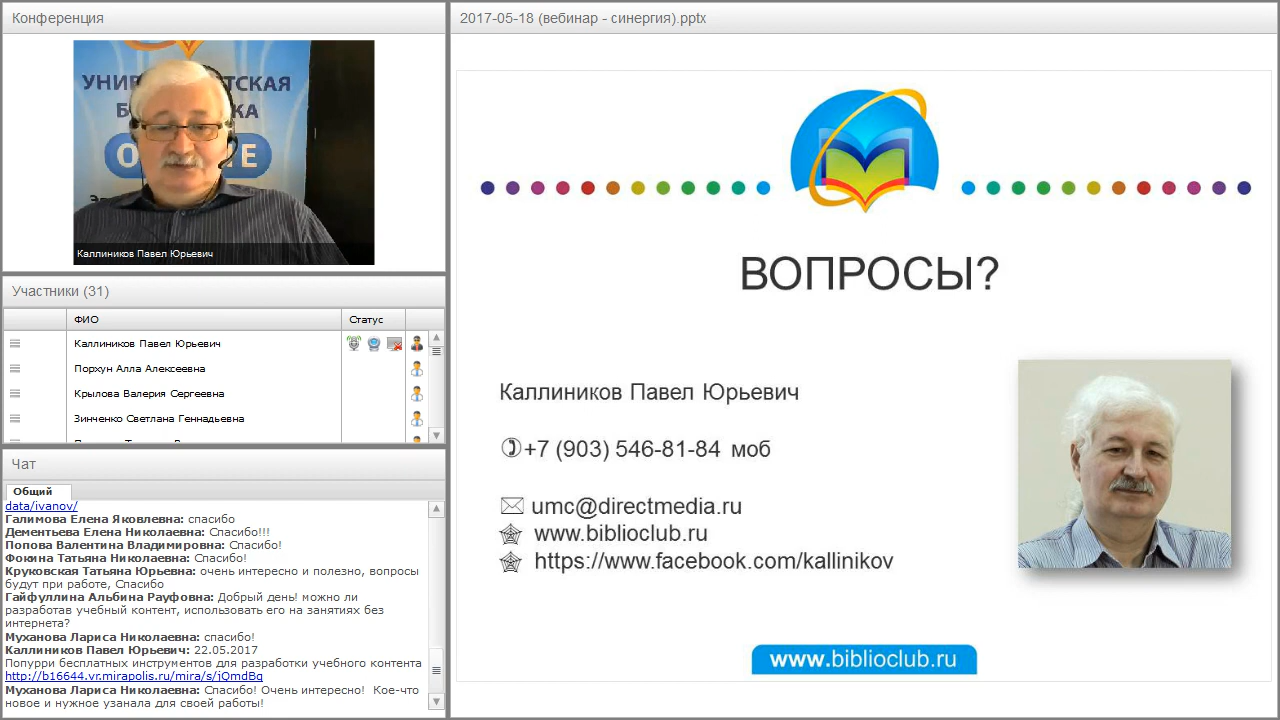 Конференция
Каллиников Павел Юрьевич
Участники (31)
ФИО
Статус
Каллиников Павел Юрьевич
Порхун Алла Алексеевна
Крылова Валерия Сергеевна
Зинченко Светлана Геннадьевна
Чат
Общий
data/ivanov/
Галимова Елена Яковлевна: спасибо
Дементьева Елена Николаевна: Спасибо!!!
Попова Валентина Владимировна: Спасибо!
Фокина Татьяна Николаевна: Спасибо!
Круковская Татьяна Юрьевна: очень интересно и полезно, вопросы
будут при работе, Спасибо
Гайфуллина Альбина Рауфовна: Добрый день! можно ли
разработав учебный контент, использовать его на занятиях без
интернета?
Муханова Лариса Николаевна: спасибо!
Каллиников Павел Юрьевич: 22.05.2017
Попурри бесплатных инструментов для разработки учебного контента
http://b16644.vr.mirapolis.ru/mira/s/jQmdBq
Муханова Лариса Николаевна: Спасибо! Очень интересно! Кое-что
новое и нужное узанала для своей работы!
2017-05-18 (вебинар - синергия).pptx
ВОПРОСЫ?
Каллиников Павел Юрьевич
+7 (903) 546-81-84 моб
umc@directmedia.ru
www.biblioclub.ru
https://www.facebook.com/kallinikov
www.biblioclub.ru